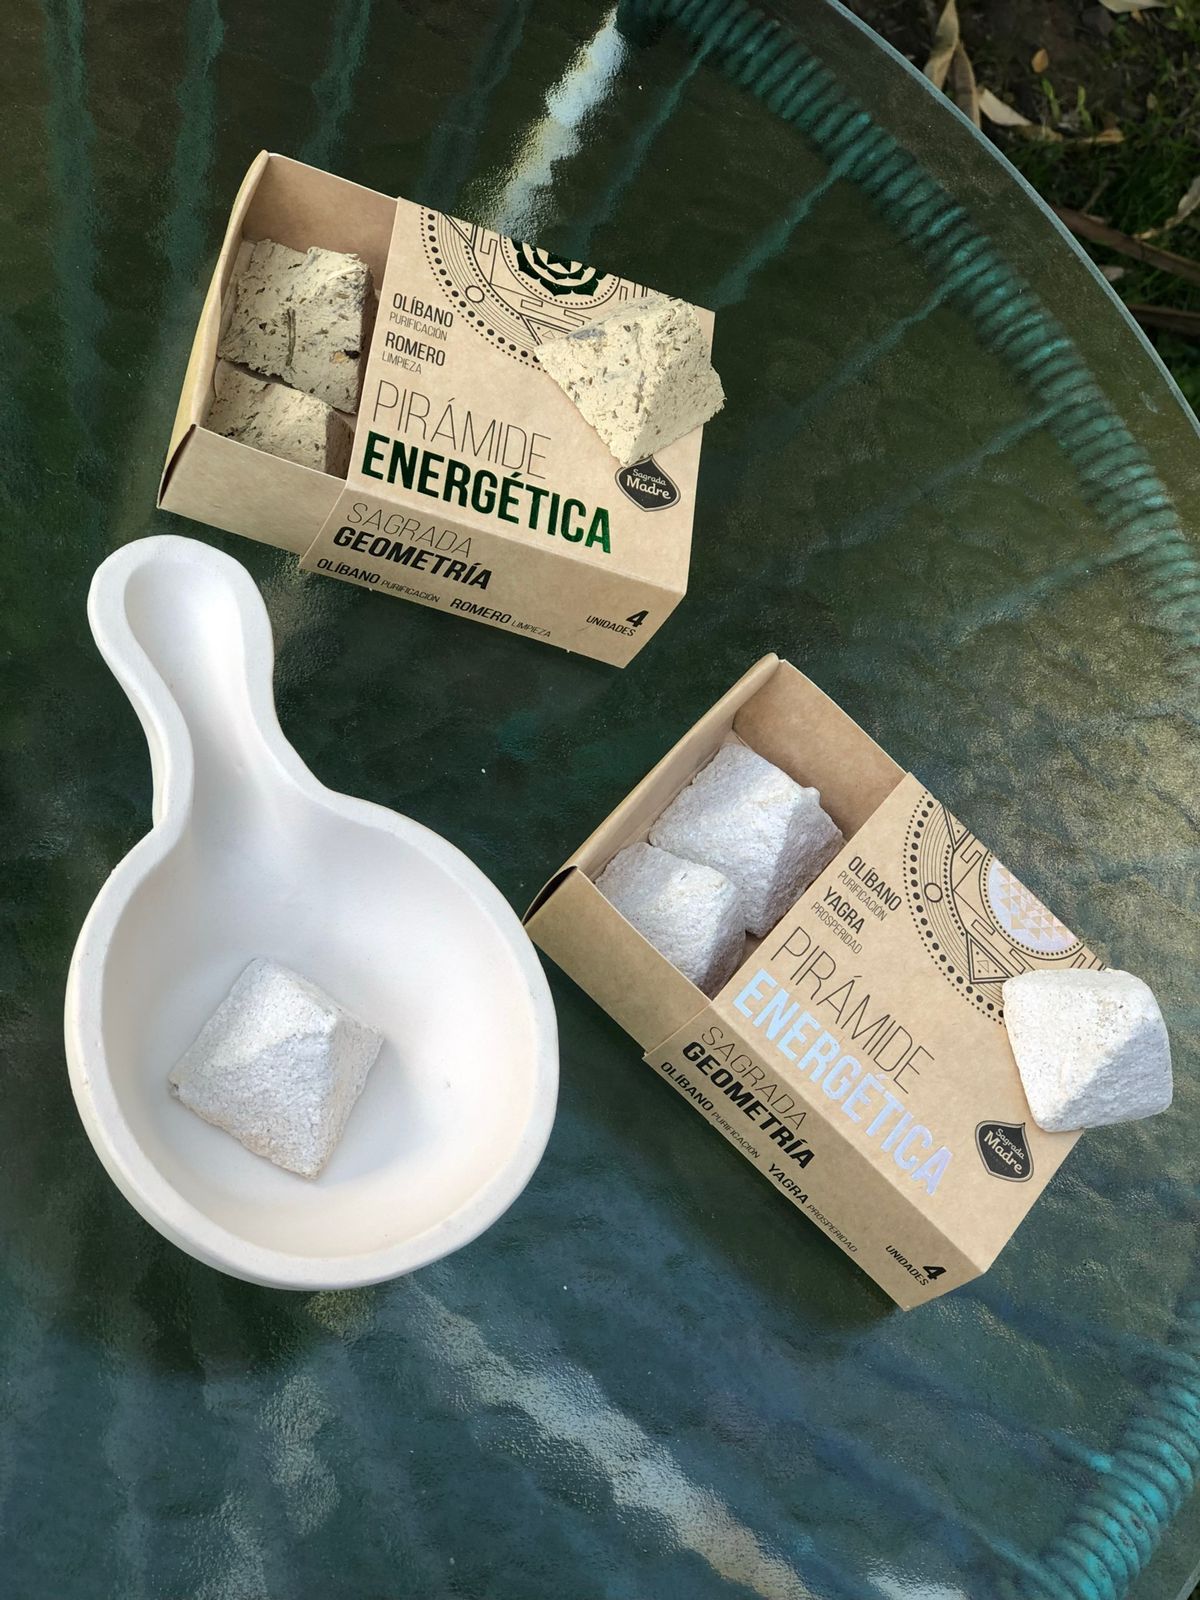 OLÍBANO
PURIFICACIÓN
ROMERO
LIMPIEZA
PIRÁMIDE
ENERGÉTICA
Sagrada
Madre
SAGRADA
GEOMETRÍA
OLÍBANO PURIFICACIÓN ROMERO LIMPIEZA
4
UNIDADES
OLÍBANO
PURIFICACIÓN
YAGRA
PROSPERIDAD
PIRÁMIDE
ENERGÉTICA
Sagrada
Madre
SAGRADA
GEOMETRÍA
OLÍBANO PURIFICACIÓN YAGRA PROSPERIDAD
4
UNIDADES